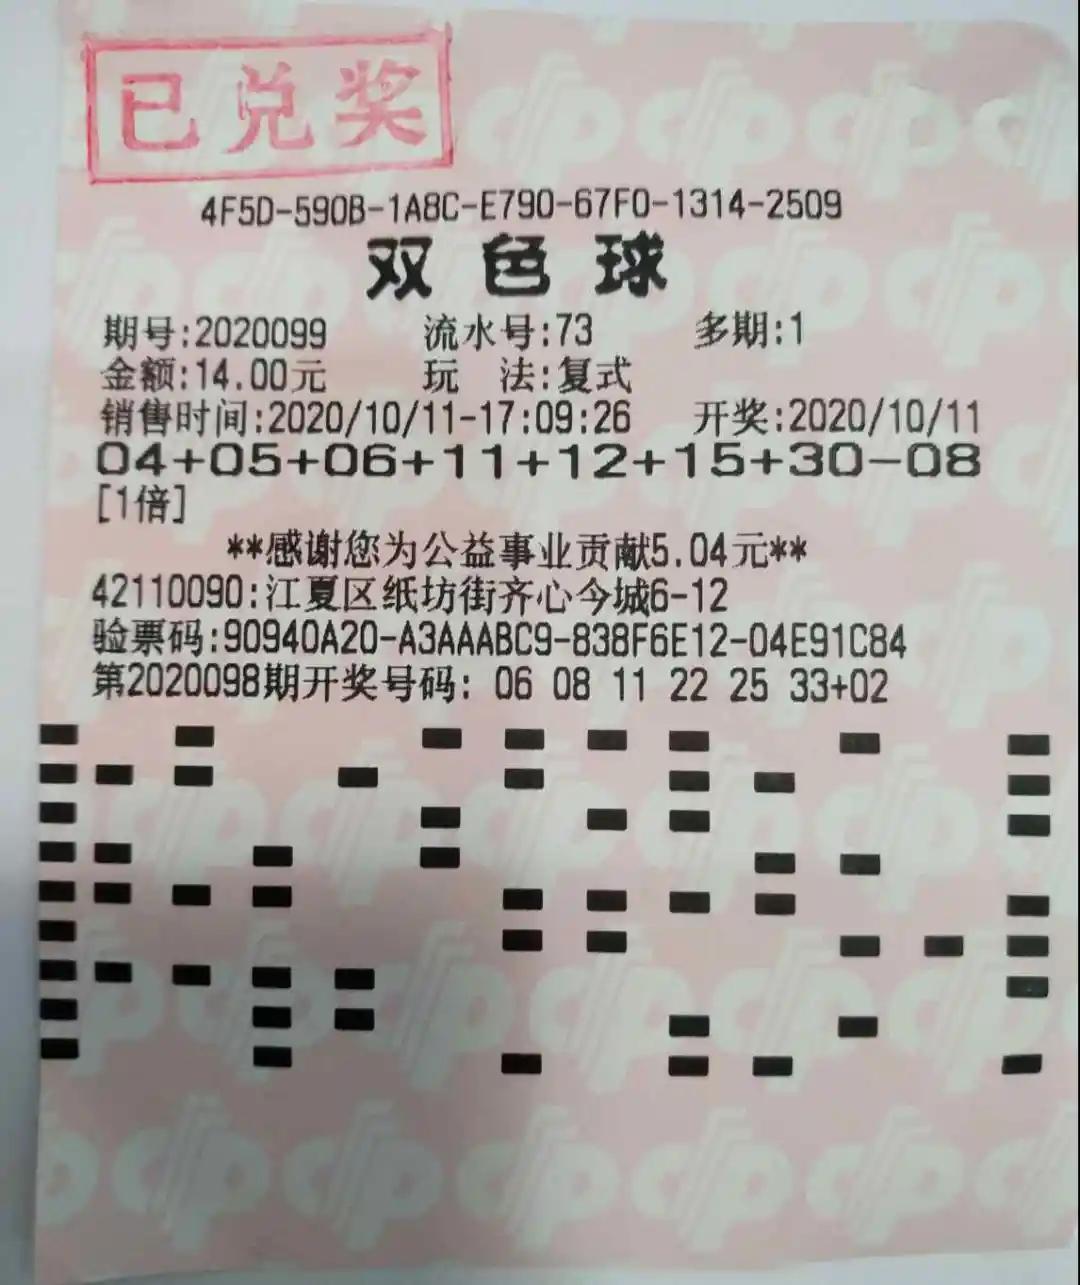 已兑奖
4F5D-590B-1A8C-E790-67F0-1314-2509
双色球
期号:2020099 流水号:73 多期:1
金额:14.00元 玩 法:复式
销售时间:2020/10/11-17:09:26 开奖:2020/10/11
04+05+06+11+12+15+30-08
[1倍]
**感谢您为公益事业贡献5.04元**
42110090:江夏区纸坊街齐心今城6-12
验票码:90940A20-A3AAABC9-838F6E12-04E91C84
第2020098期开奖号码: 06 08 11 22 25 33+02